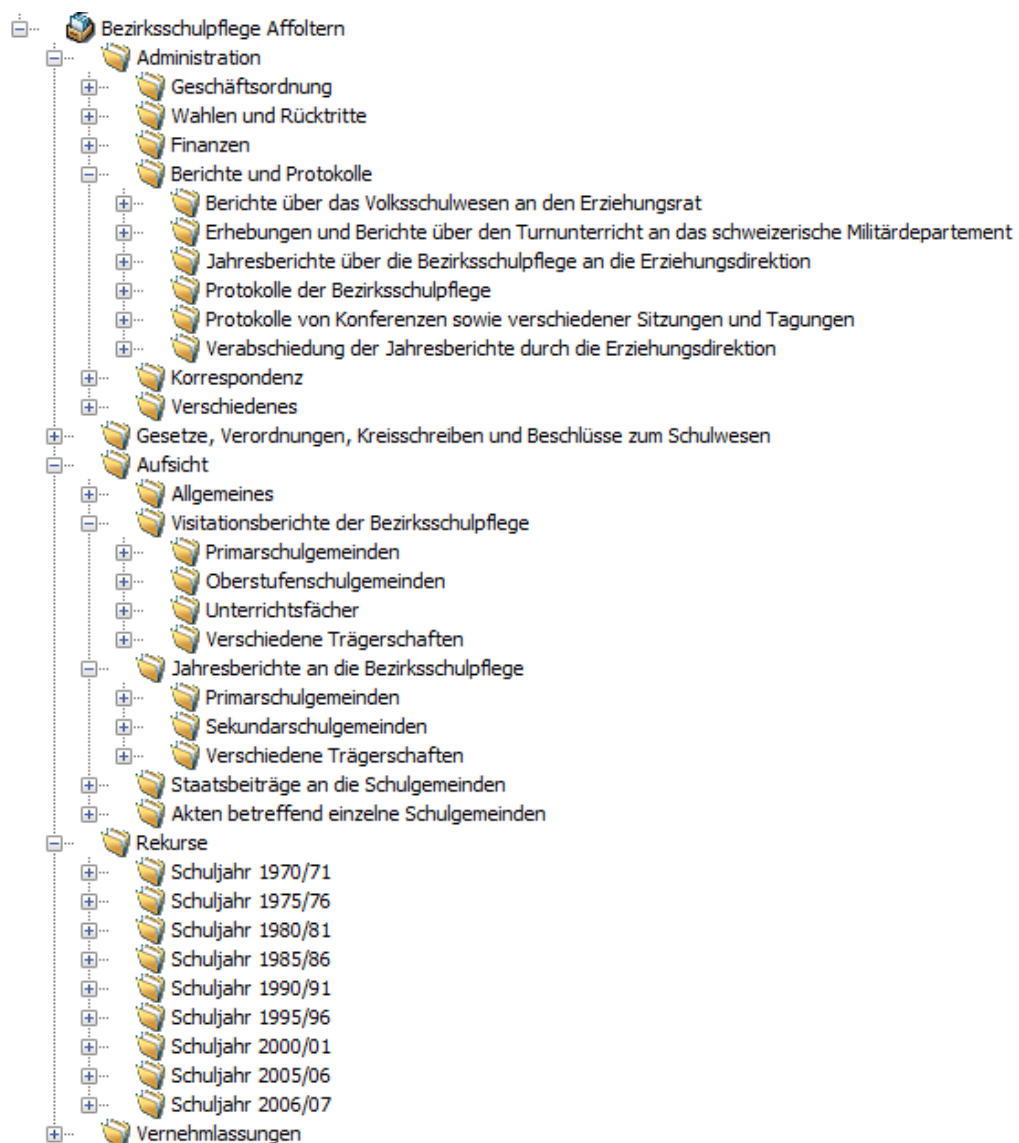 Bezirksschulpflege Affoltern
Administration
Geschäftsordnung
Wahlen und Rücktritte
Finanzen
Berichte und Protokolle
Berichte über das Volksschulwesen an den Erziehungsrat
Erhebungen und Berichte über den Turnunterricht an das schweizerische Militärdepartement
Jahresberichte über die Bezirksschulpflege an die Erziehungsdirektion
Protokolle der Bezirksschulpflege
Protokolle von Konferenzen sowie verschiedener Sitzungen und Tagungen
Verabschiedung der Jahresberichte durch die Erziehungsdirektion
Korrespondenz
Verschiedenes
Gesetze, Verordnungen, Kreisschreiben und Beschlüsse zum Schulwesen
Aufsicht
Allgemeines
Visitationsberichte der Bezirksschulpflege
Primarschulgemeinden
Oberstufenschulgemeinden
Unterrichtsfächer
Verschiedene Trägerschaften
Jahresberichte an die Bezirksschulpflege
Primarschulgemeinden
Sekundarschulgemeinden
Verschiedene Trägerschaften
Staatsbeiträge an die Schulgemeinden
Akten betreffend einzelne Schulgemeinden
Rekurse
Schuljahr 1970/71
Schuljahr 1975/76
Schuljahr 1980/81
Schuljahr 1985/86
Schuljahr 1990/91
Schuljahr 1995/96
Schuljahr 2000/01
Schuljahr 2005/06
Schuljahr 2006/07
Vernehmlassungen